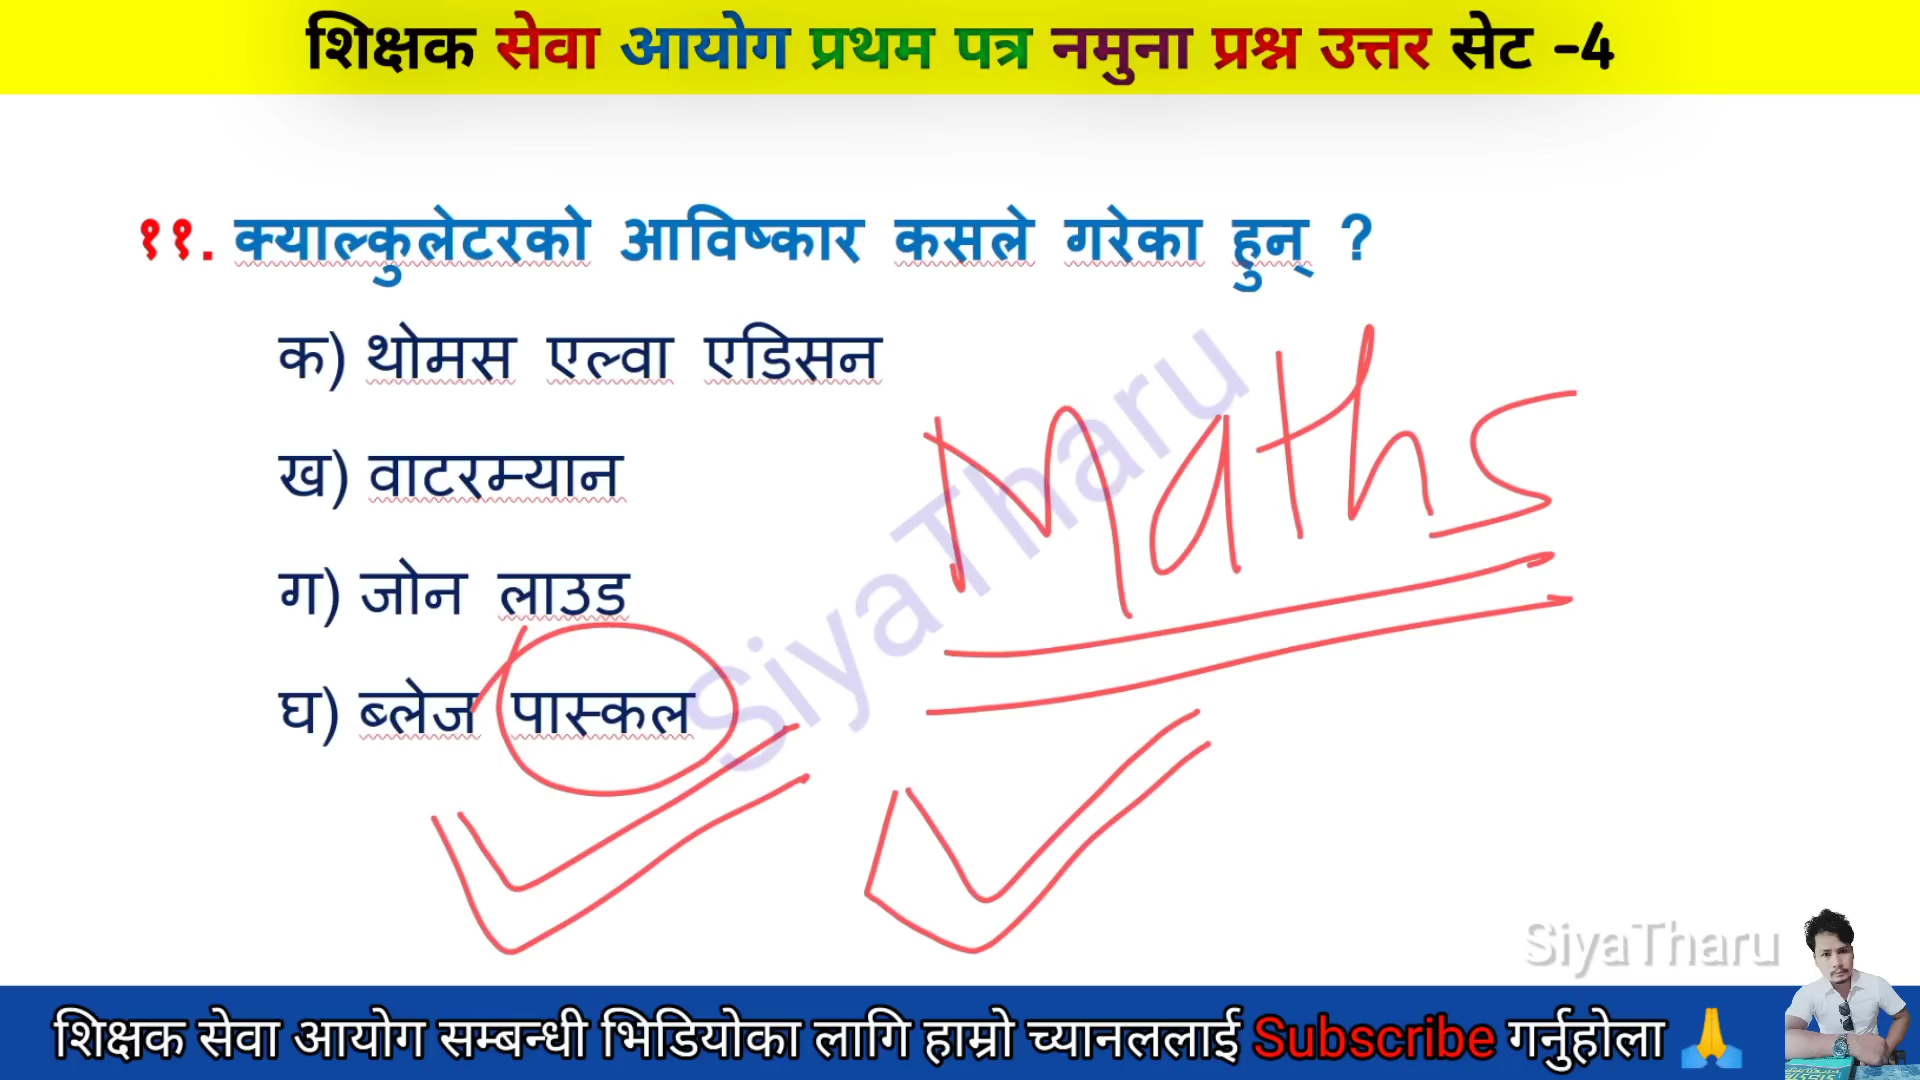 शिक्षक सेवा आयोग प्रथम पत्र नमुना प्रश्न उत्तर सेट -4
११. क्याल्कुलेटरको आविष्कार कसले गरेका हुन् ?
क) थोमस एल्वा एडिसन
ख) वाटरम्यान
ग) जोन लाउड
घ) ब्लेज पास्कल
Maths
SiyaTharu
SiyaTharu
शिक्षक सेवा आयोग सम्बन्धी भिडियोका लागि हाम्रो च्यानललाई Subscribe गर्नुहोला 🙏